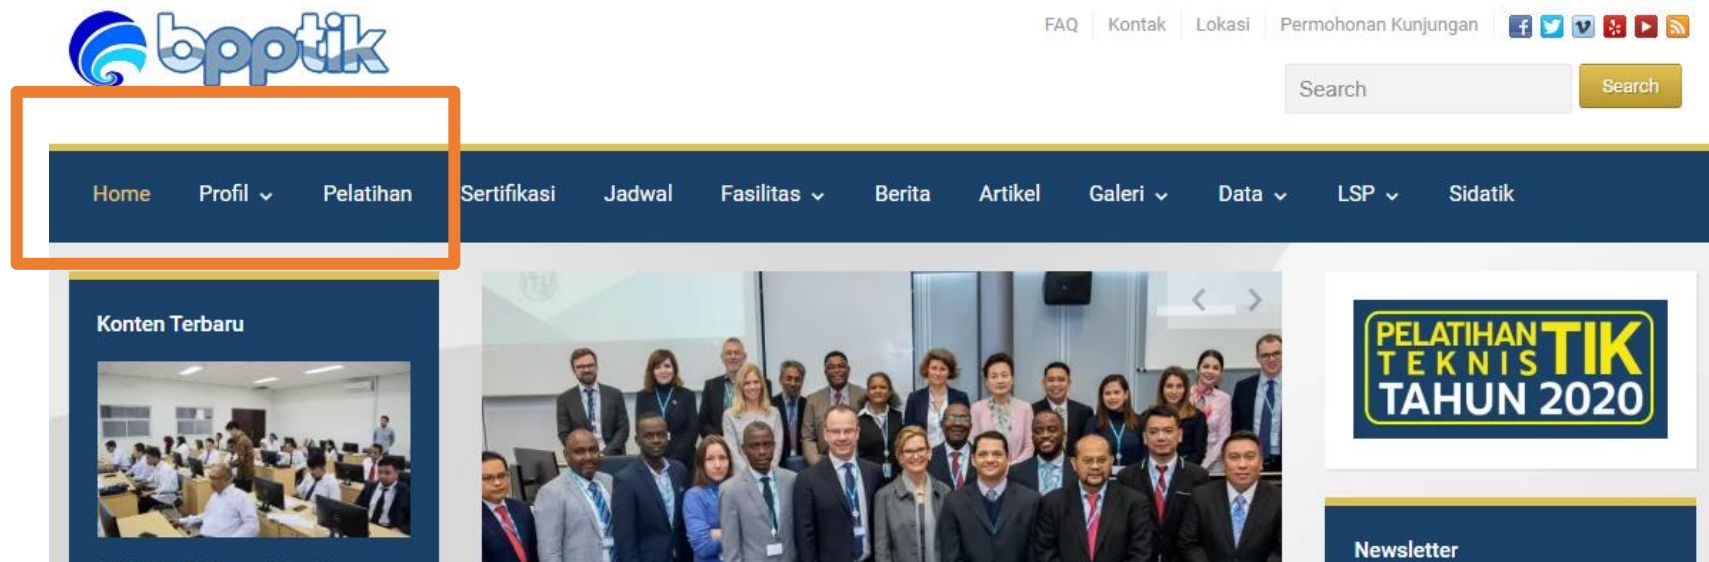 bpptik
FAQ Kontak Lokasi Permohonan Kunjungan
Search Search
Home Profil Pelatihan Sertifikasi Jadwal Fasilitas Berita Artikel Galeri Data LSP Sidatik
Konten Terbaru
PELATIHAN TIK
TEKNIS
TAHUN 2020
Newsletter